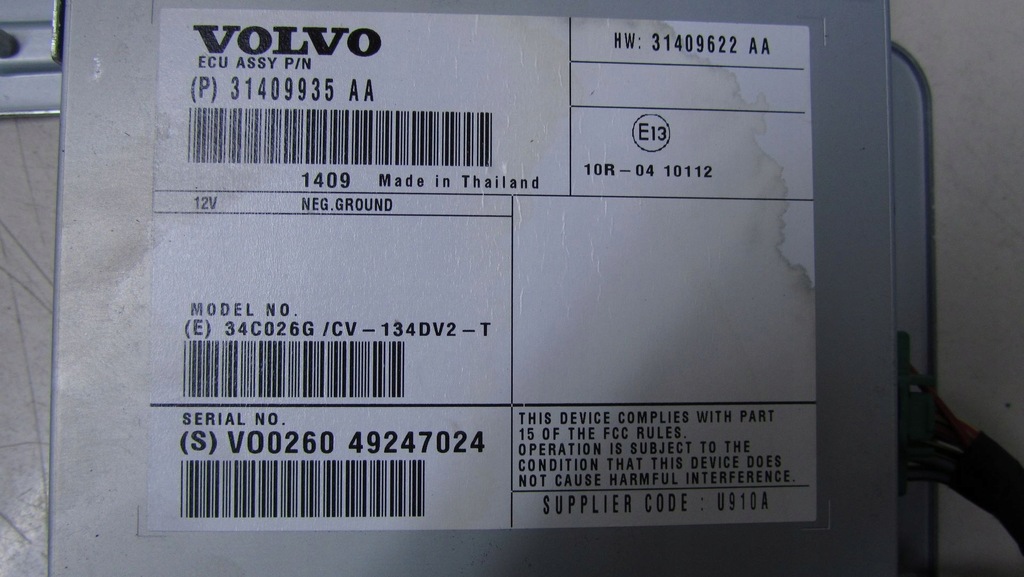 VOLVO
ECU ASSY P/N
(P) 31409935 AA
1409 Made in Thailand
HW: 31409622 AA
E13
10R-04 10112
12V NEG.GROUND
MODEL NO.
(E) 34C026G /CV-134DV2-T
SERIAL NO.
(S) VO0260 49247024
THIS DEVICE COMPLIES WITH PART
15 OF THE FCC RULES.
OPERATION IS SUBJECT TO THE
CONDITION THAT THIS DEVICE DOES
NOT CAUSE HARMFUL INTERFERENCE.
SUPPLIER CODE : U910A